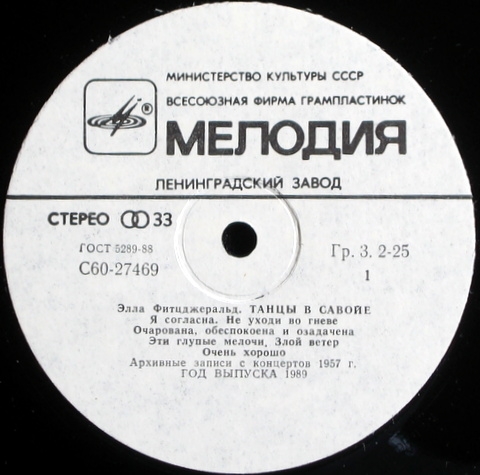 МИНИСТЕРСТВО КУЛЬТУРЫ СССР
ВСЕСОЮЗНАЯ ФИРМА ГРАМПЛАСТИНОК
® МЕЛОДИЯ
ЛЕНИНГРАДСКИЙ ЗАВОД
СТЕРЕО 33
ГОСТ 5289-88
С60-27469
Гр. 3. 2-25
1
Элла Фитцджеральд. ТАНЦЫ В САВОЙЕ
Я согласна. Не уходи во гневе
Очарована, обеспокоена и озадачена
Эти глупые мелочи. Злой ветер
Очень хорошо
Архивные записи с концертов 1957 г.
ГОД ВЫПУСКА 1989